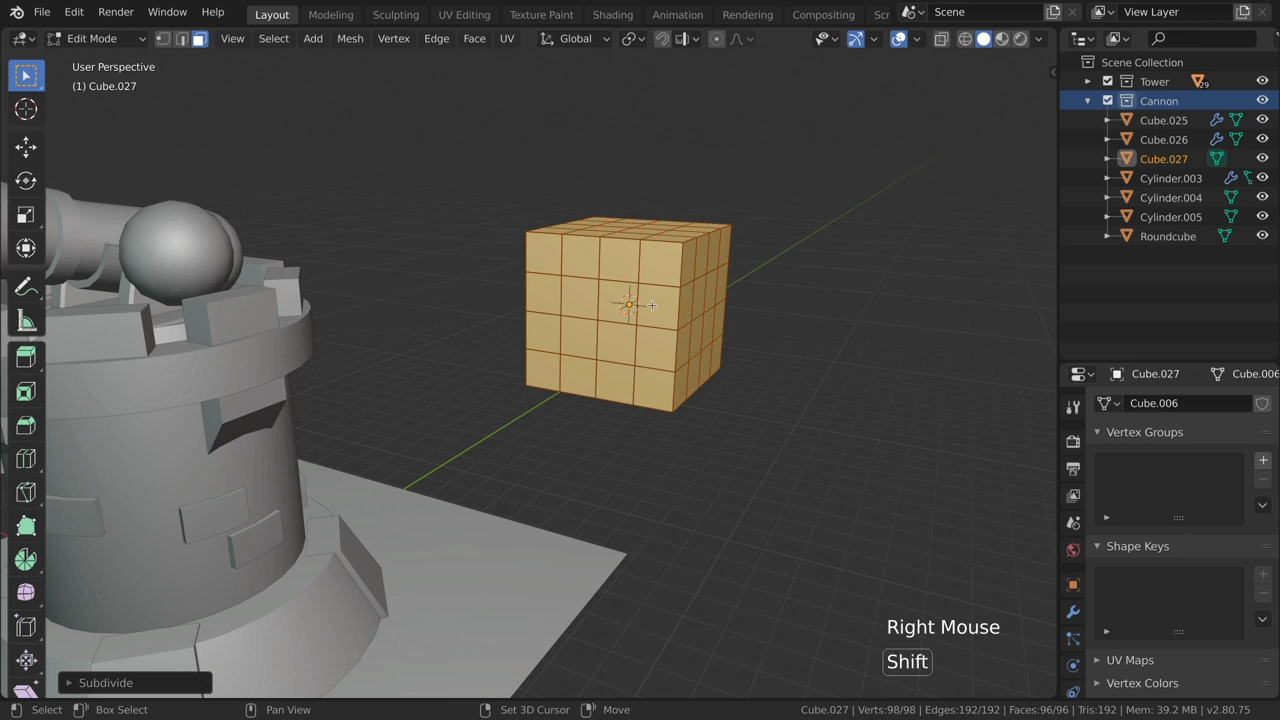 File Edit Render Window Help Layout Modeling Sculpting UV Editing Texture Paint Shading Animation Rendering Compositing Scr Scene View Layer
Edit Mode View Select Add Mesh Vertex Edge Face UV Global
User Perspective
(1) Cube.027
Scene Collection
Tower 29
Cannon
Cube.025
Cube.026
Cube.027
Cylinder.003
Cylinder.004
Cylinder.005
Roundcube
Cube.027 Cube.006
Cube.006
Vertex Groups
Shape Keys
UV Maps
Vertex Colors
Right Mouse
Shift
Subdivide
Select Box Select Pan View Set 3D Cursor Move Cube.027 | Verts:98/98 | Edges:192/192 | Faces:96/96 | Tris:192 | Mem: 39.2 MB | v2.80.75